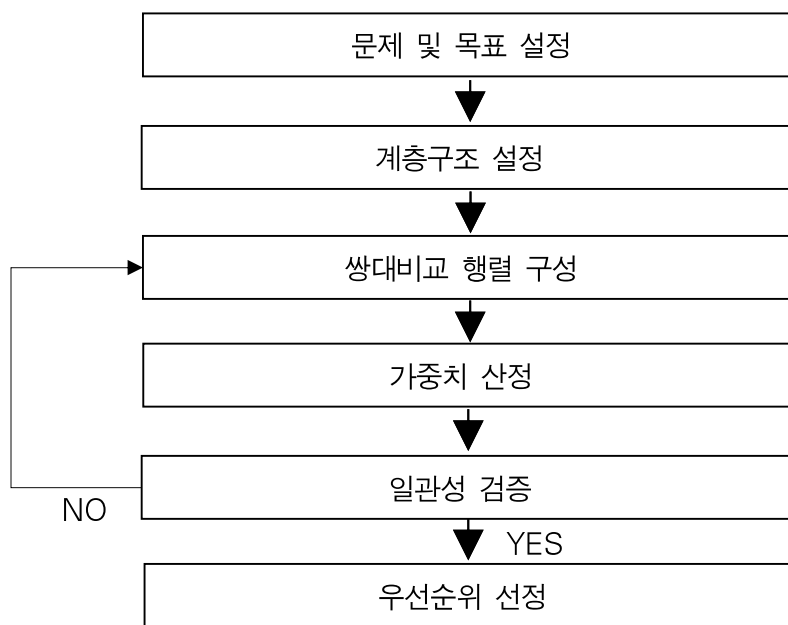 문제 및 목표 설정
계층구조 설정
쌍대비교 행렬 구성
가중치 산정
일관성 검증
NO
YES
우선순위 선정